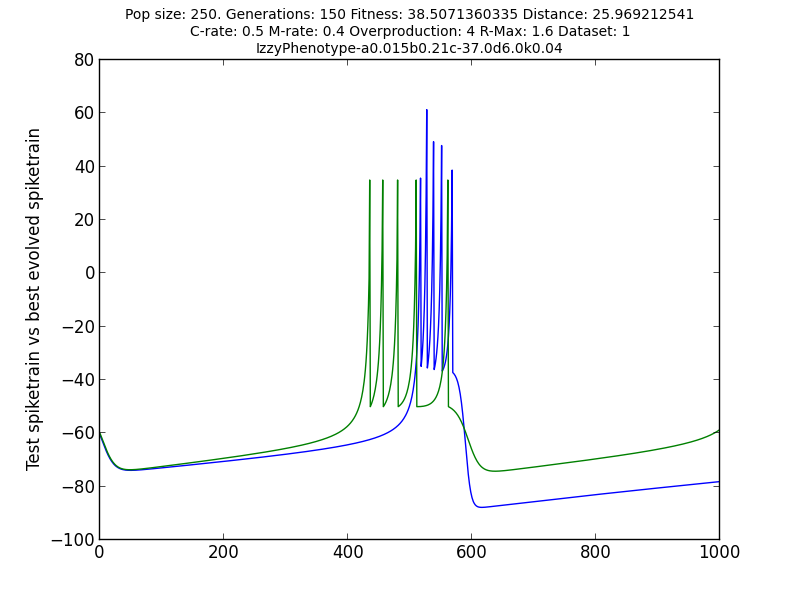 Pop size: 250. Generations: 150 Fitness: 38.5071360335 Distance: 25.969212541
C-rate: 0.5 M-rate: 0.4 Overproduction: 4 R-Max: 1.6 Dataset: 1
IzzyPhenotype-a0.015b0.21c-37.0d6.0k0.04
Test spiketrain vs best evolved spiketrain
80
60
40
20
0
−20
−40
−60
−80
−100
0 200 400 600 800 1000